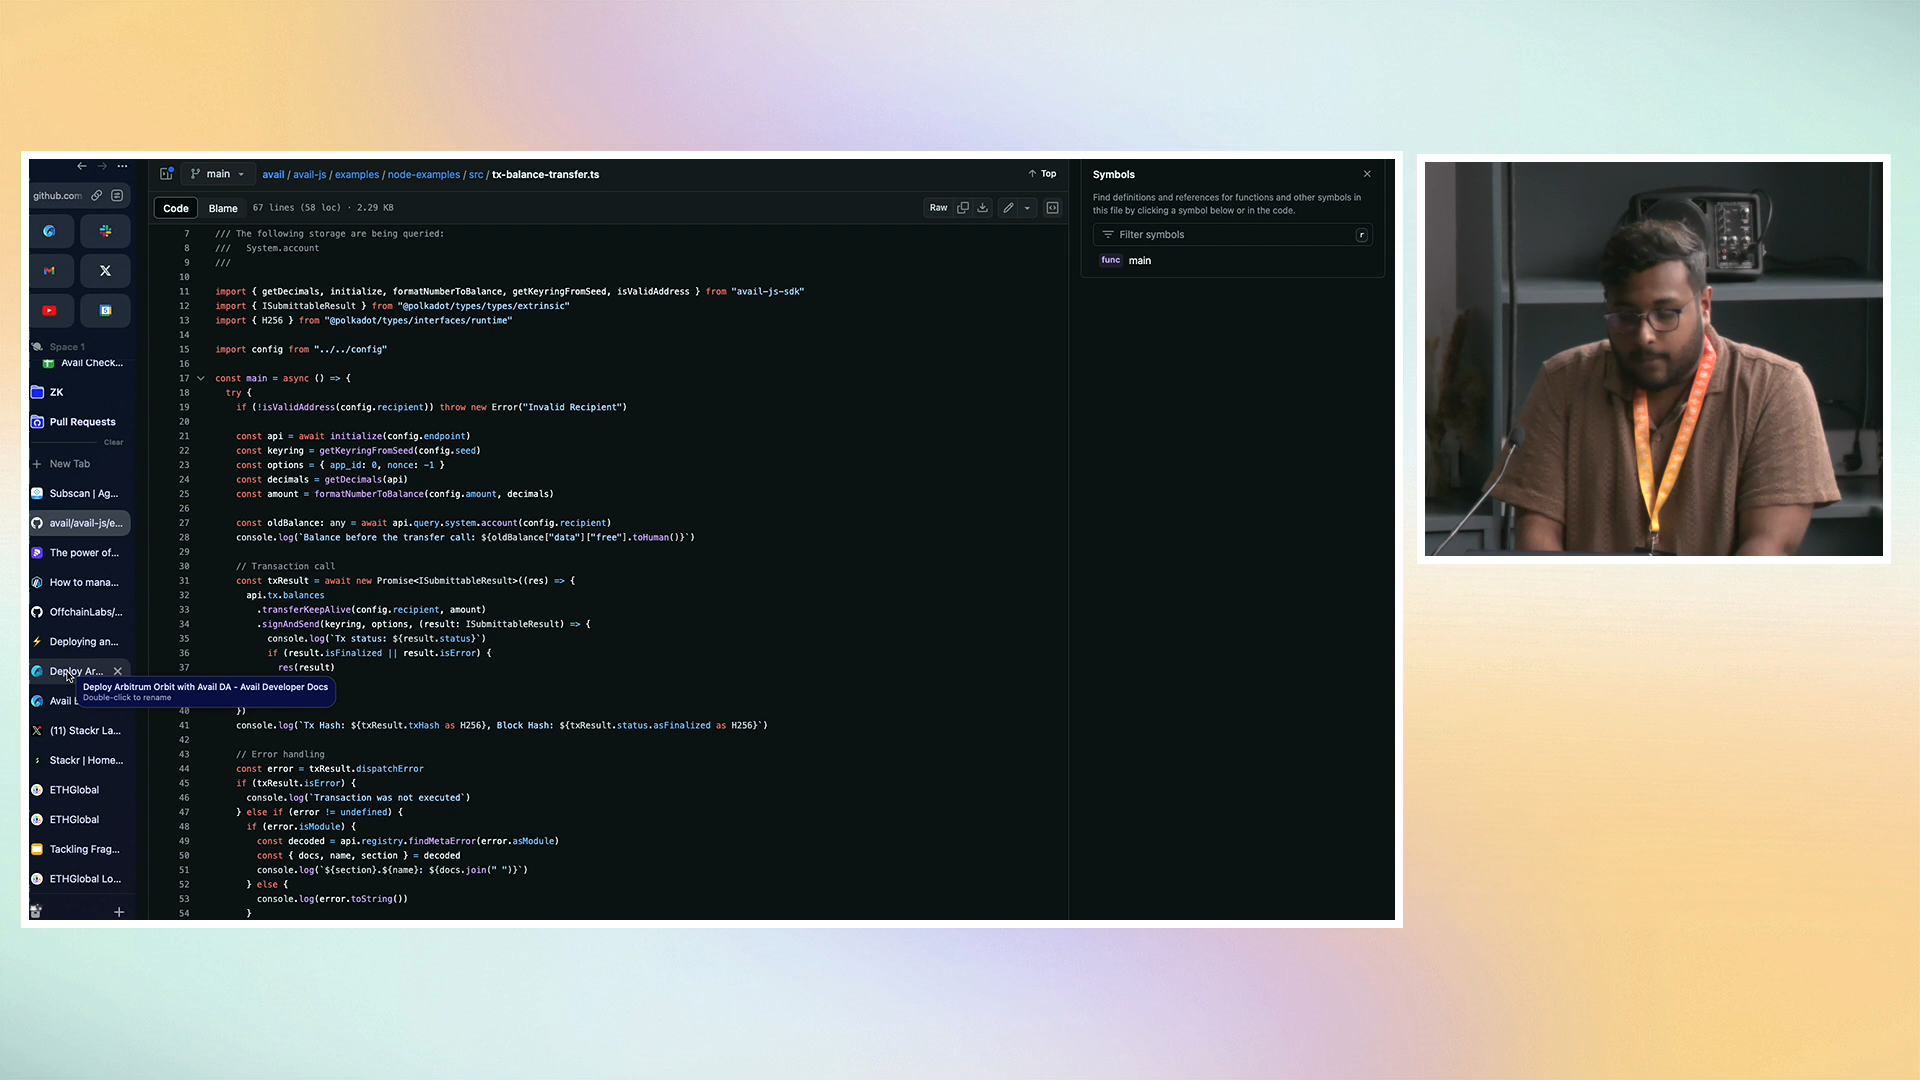 github.com
Space 1
Avail Check...
ZK
Pull Requests
Clear
New Tab
Subscan | Ag...
avail/avail-js/e...
The power of...
How to mana...
OffchainLabs/...
Deploying an...
Deploy Ar...
Deploy Arbitrum Orbit with Avail DA - Avail Developer Docs
Double-click to rename
Avail
(11) Stackr La...
Stackr | Home...
ETHGlobal
ETHGlobal
Tackling Frag...
ETHGlobal Lo...
main
avail / avail-js / examples / node-examples / src / tx-balance-transfer.ts
Top
Code
Blame
67 lines (58 loc) · 2.29 KB
Raw
7 /// The following storage are being queried:
8 ///   System.account
9 ///
10
11 import { getDecimals, initialize, formatNumberToBalance, getKeyringFromSeed, isValidAddress } from "avail-js-sdk"
12 import { ISubmittableResult } from "@polkadot/types/types/extrinsic"
13 import { H256 } from "@polkadot/types/interfaces/runtime"
14
15 import config from "../../config"
16
17 const main = async () => {
18   try {
19     if (!isValidAddress(config.recipient)) throw new Error("Invalid Recipient")
20
21     const api = await initialize(config.endpoint)
22     const keyring = getKeyringFromSeed(config.seed)
23     const options = { app_id: 0, nonce: -1 }
24     const decimals = getDecimals(api)
25     const amount = formatNumberToBalance(config.amount, decimals)
26
27     const oldBalance: any = await api.query.system.account(config.recipient)
28     console.log(`Balance before the transfer call: ${oldBalance["data"]["free"].toHuman()}`)
29
30     // Transaction call
31     const txResult = await new Promise<ISubmittableResult>((res) => {
32       api.tx.balances
33         .transferKeepAlive(config.recipient, amount)
34         .signAndSend(keyring, options, (result: ISubmittableResult) => {
35           console.log(`Tx status: ${result.status}`)
36           if (result.isFinalized || result.isError) {
37             res(result)
40     })
41     console.log(`Tx Hash: ${txResult.txHash as H256}, Block Hash: ${txResult.status.asFinalized as H256}`)
42
43     // Error handling
44     const error = txResult.dispatchError
45     if (txResult.isError) {
46       console.log(`Transaction was not executed`)
47     } else if (error != undefined) {
48       if (error.isModule) {
49         const decoded = api.registry.findMetaError(error.asModule)
50         const { docs, name, section } = decoded
51         console.log(`${section}.${name}: ${docs.join(" ")}`)
52       } else {
53         console.log(error.toString())
54       }
Symbols
Find definitions and references for functions and other symbols in
this file by clicking a symbol below or in the code.
Filter symbols
r
func main